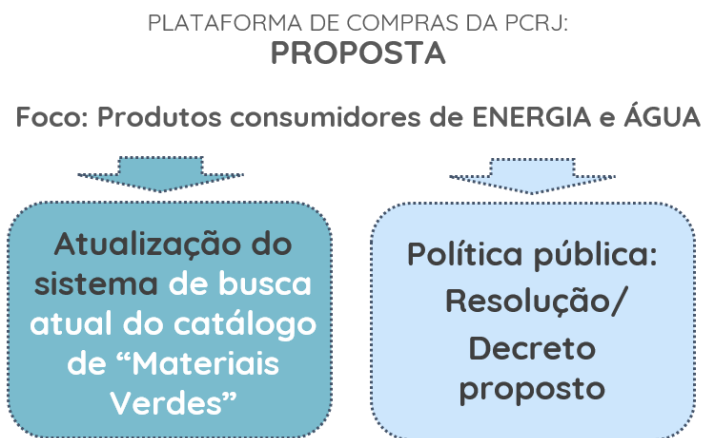 PLATAFORMA DE COMPRAS DA PCRJ:
PROPOSTA
Foco: Produtos consumidores de ENERGIA e ÁGUA
Atualização do
sistema de busca
atual do catálogo
de “Materiais
Verdes”
Política pública:
Resolução/
Decreto
proposto